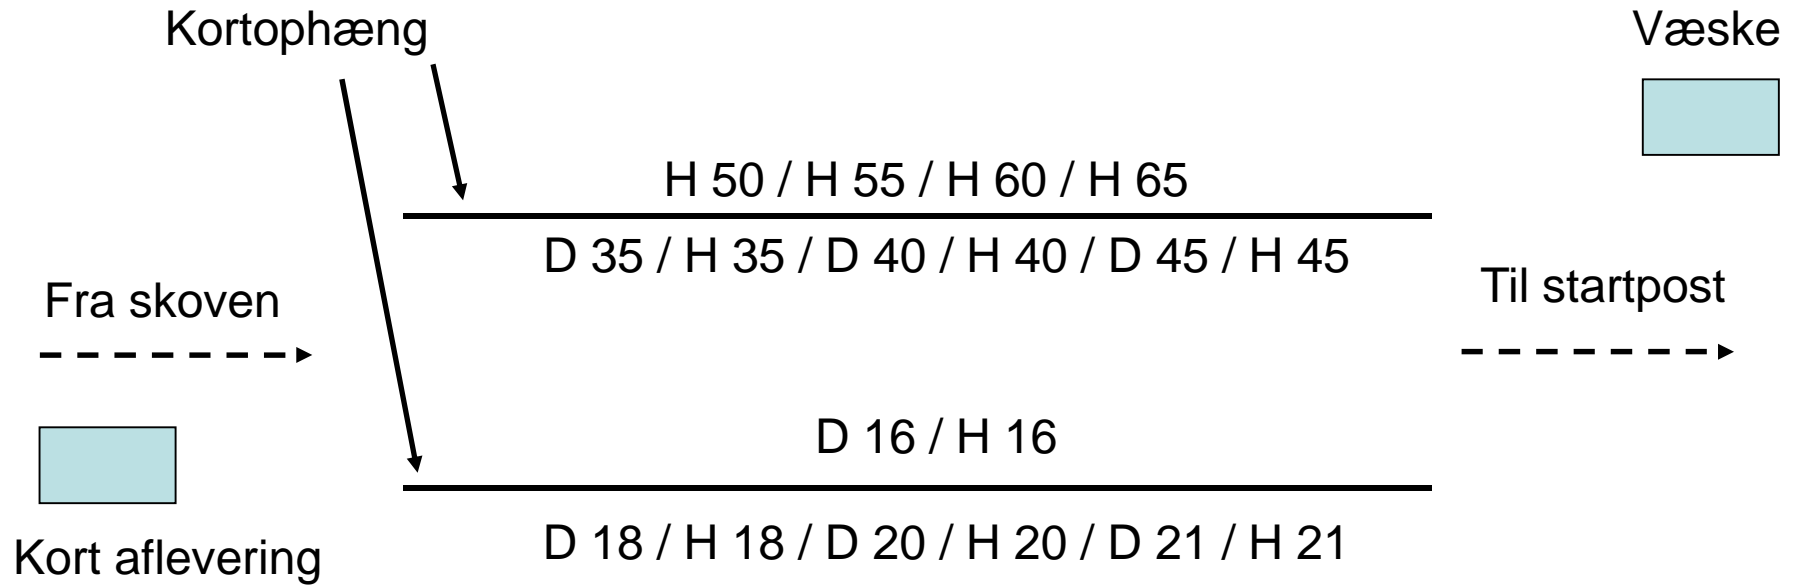 Kortophæng
Væske
H 50 / H 55 / H 60 / H 65
D 35 / H 35 / D 40 / H 40 / D 45 / H 45
Fra skoven
Til startpost
D 16 / H 16
D 18 / H 18 / D 20 / H 20 / D 21 / H 21
Kort aflevering